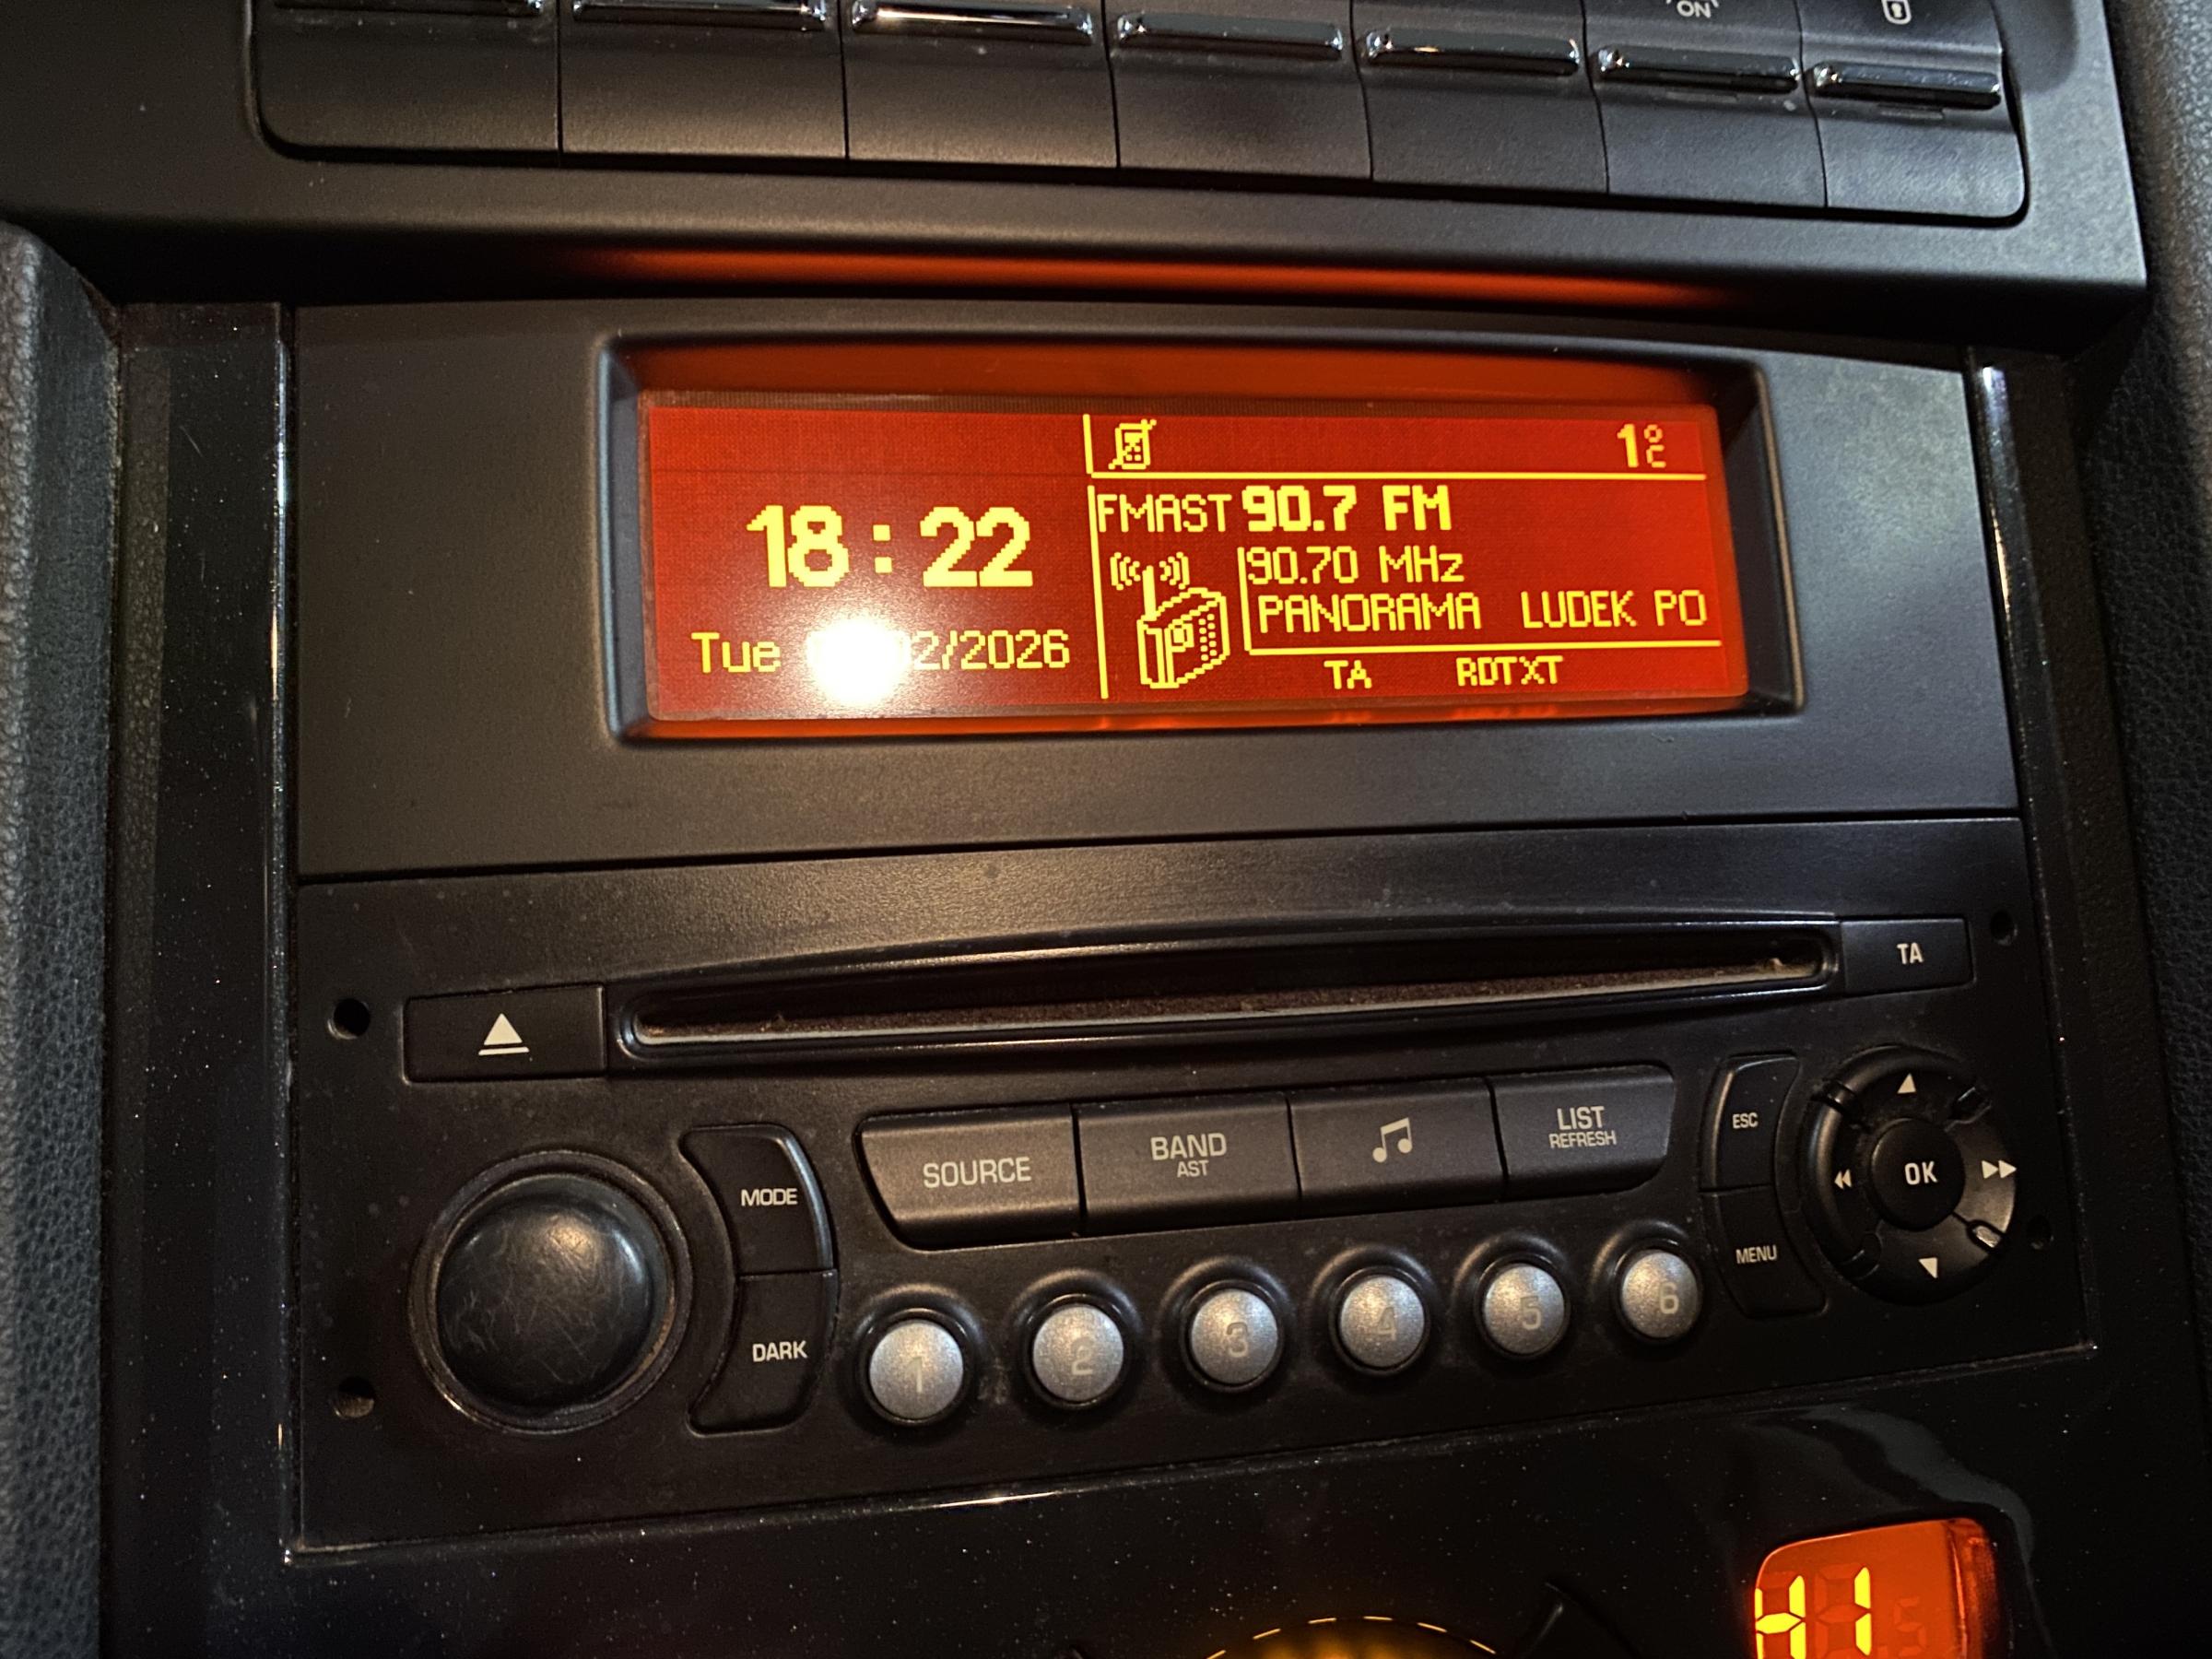 ON
1°C
18:22
FMAST 90.7 FM
90.70 MHz
PANORAMA LUDEK PO
Tue 2/2026
TA RDTXT
TA
MODE
DARK
SOURCE
BAND
AST
LIST
REFRESH
ESC
MENU
OK
1 2 3 4 5 6